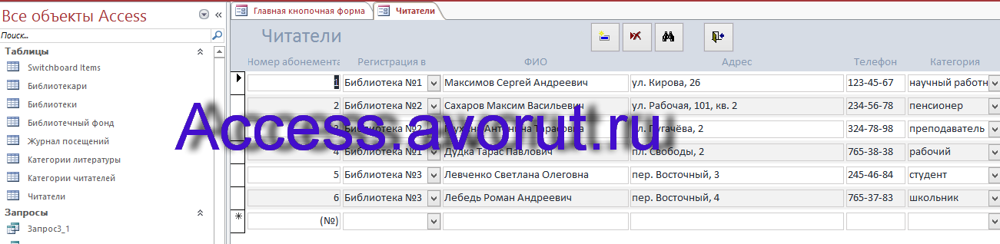 Все объекты Access «
Поиск...
Таблицы
Switchboard Items
Библиотекари
Библиотеки
Библиотечный фонд
Журнал посещений
Категории литературы
Категории читателей
Читатели
Запросы
Запрос3_1
Главная кнопочная форма Читатели
Читатели
Номер абонемента Регистрация в ФИО Адрес Телефон Категория
1 Библиотека №1 Максимов Сергей Андреевич ул. Кирова, 26 123-45-67 научный работн
2 Библиотека №2 Сахаров Максим Васильевич ул. Рабочая, 101, кв. 2 234-56-78 пенсионер
3 Библиотека №2 Антонина Тарасовна ул. Пугачёва, 2 324-78-98 преподаватель
4 Библиотека №1 Дудка Тарас Павлович пл. Свободы, 2 765-38-38 рабочий
5 Библиотека №3 Левченко Светлана Олеговна пер. Восточный, 3 245-46-84 студент
6 Библиотека №3 Лебедь Роман Андреевич пер. Восточный, 4 765-37-83 школьник
* (№)
Access.avorut.ru